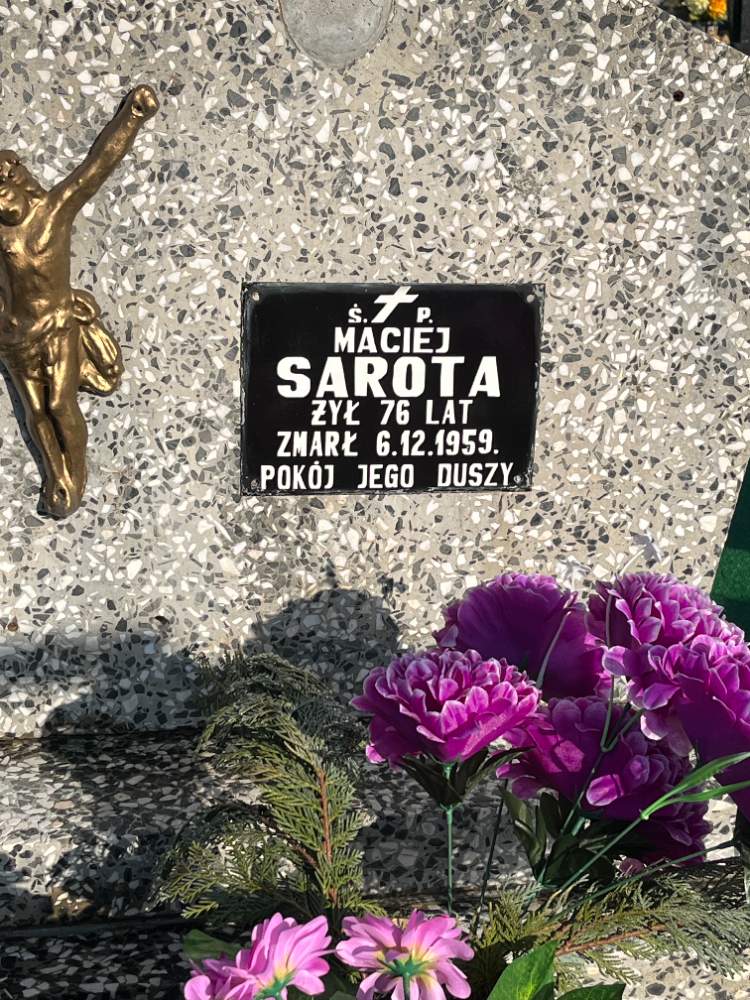 Ś. P.
MACIEJ
SAROTA
ŻYŁ 76 LAT
ZMARŁ 6.12.1959.
POKÓJ JEGO DUSZY